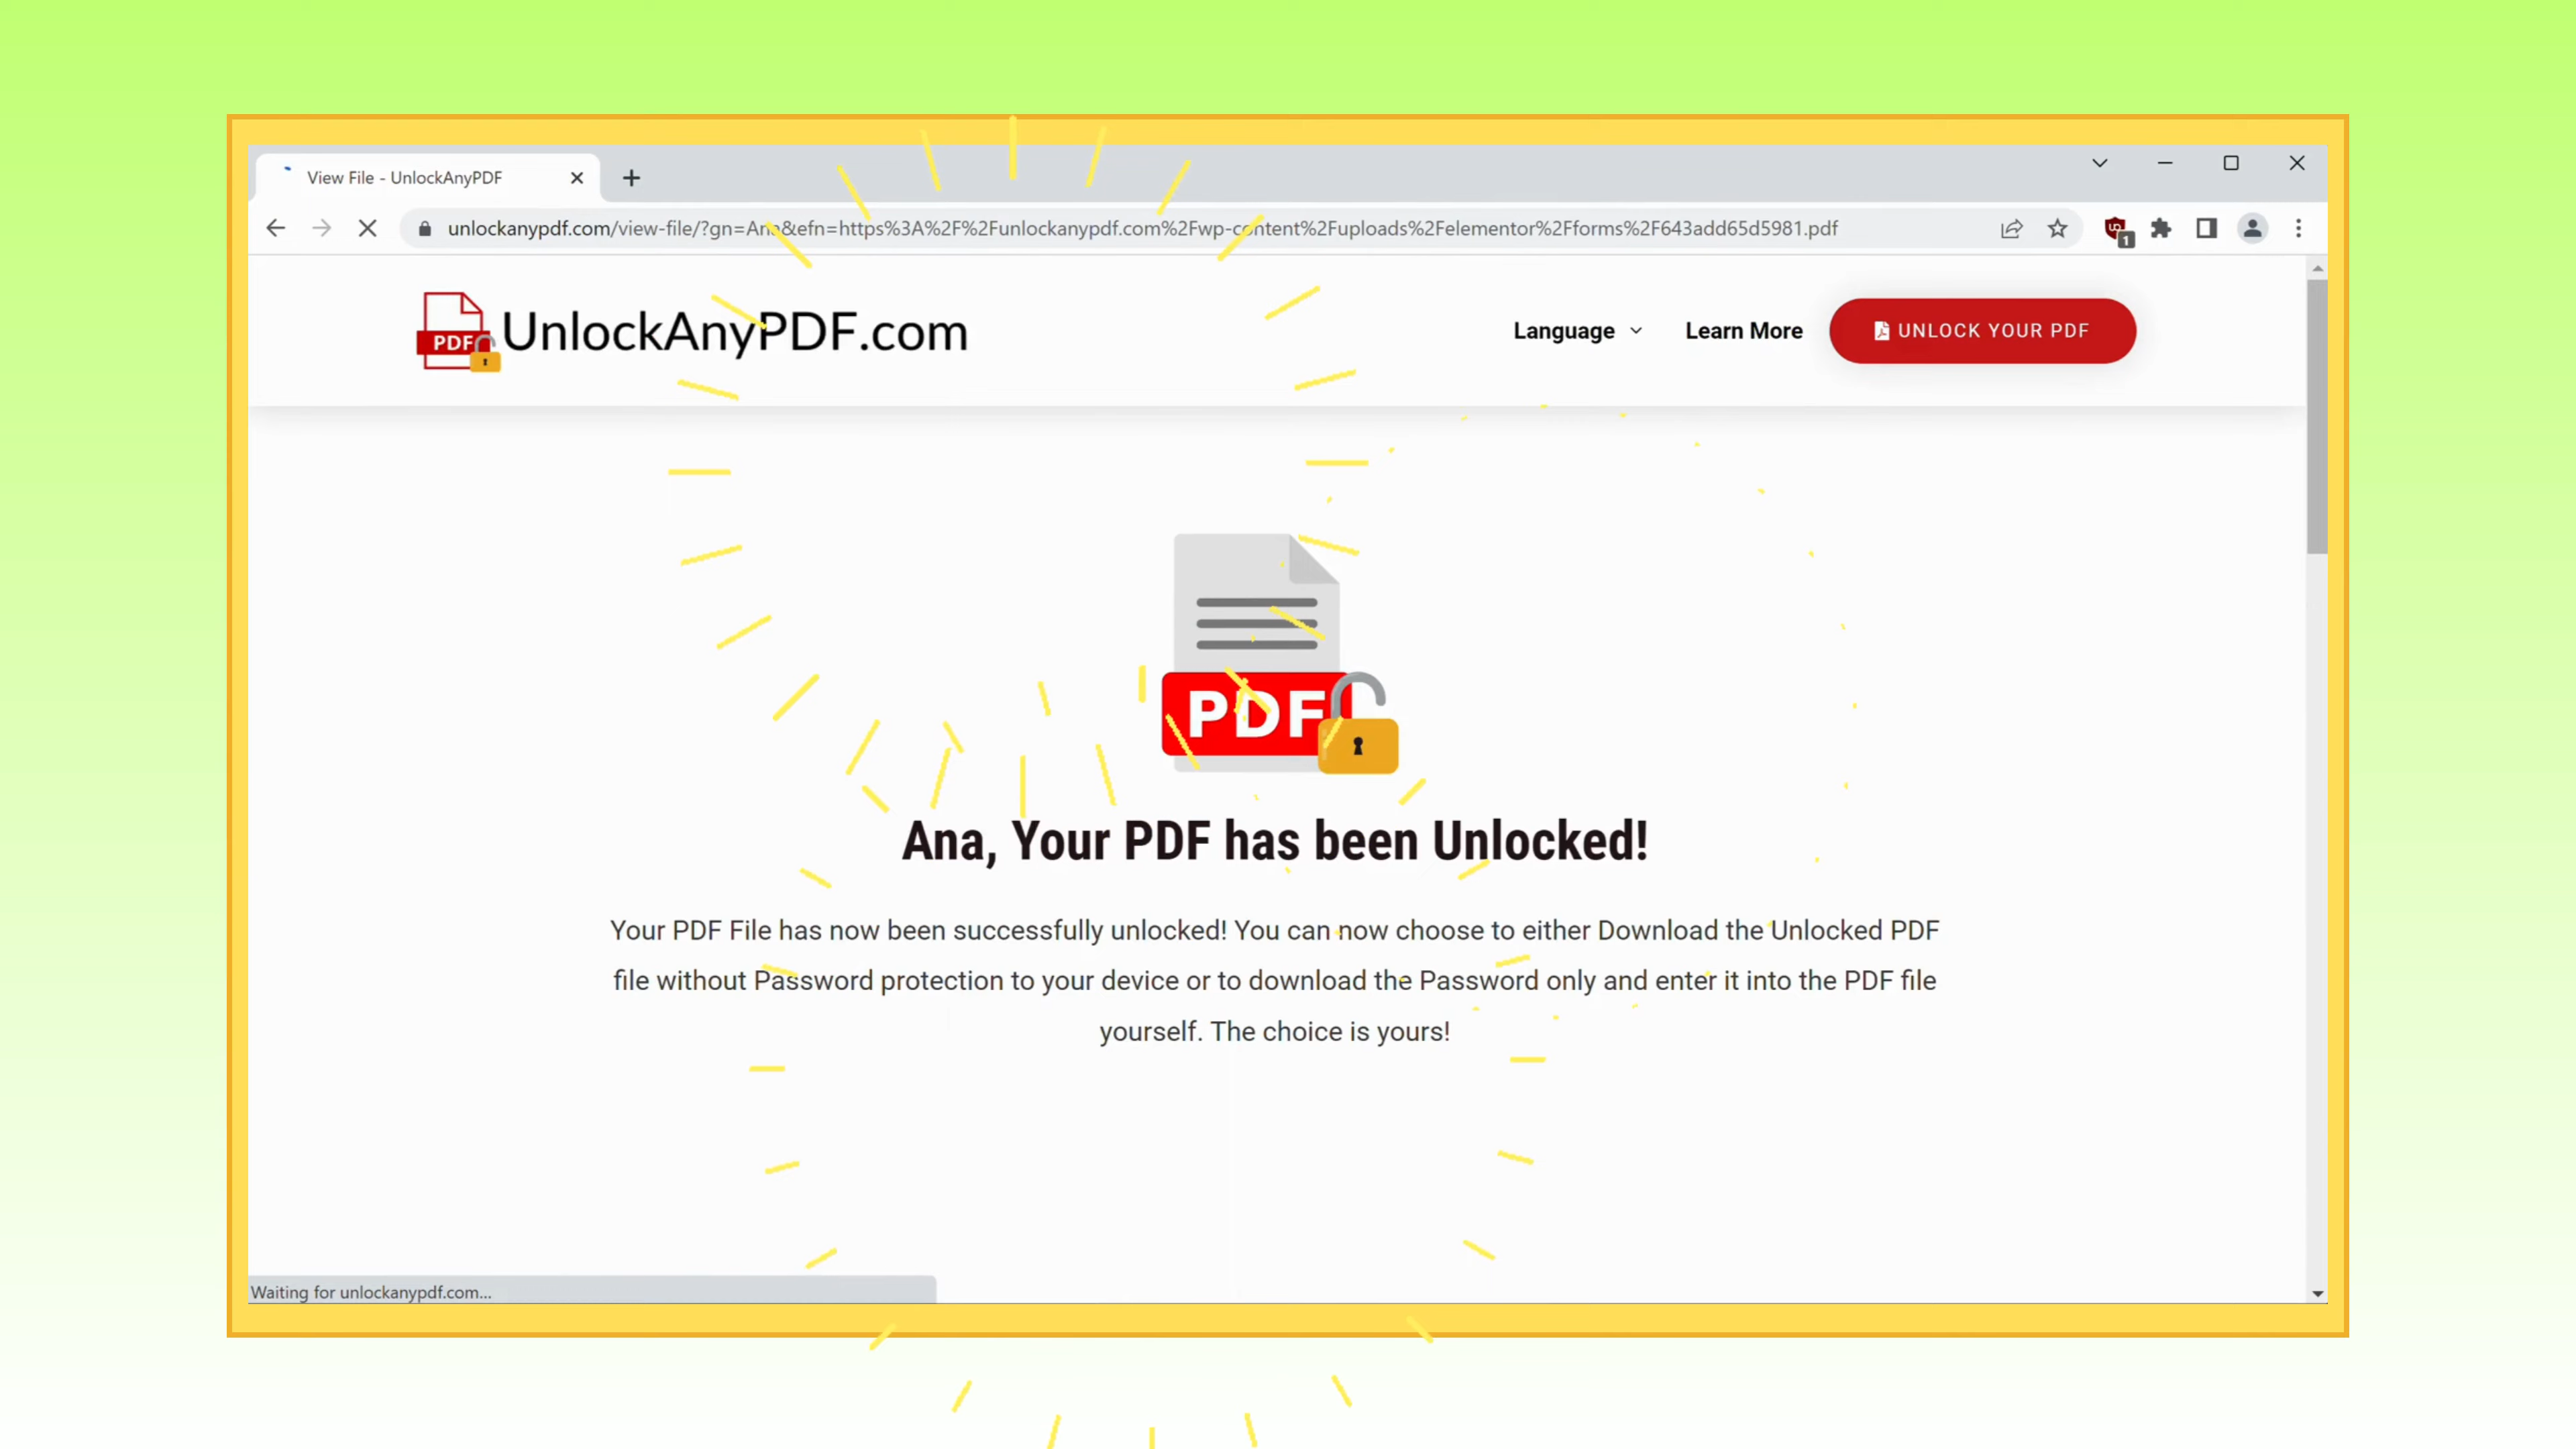 View File - UnlockAnyPDF
unlockanypdf.com/view-file/?gn=Ana&efn=https%3A%2F%2Funlockanypdf.com%2Fwp-content%2Fuploads%2Felementor%2Fforms%2F643add65d5981.pdf
1
PDF
UnlockAnyPDF.com
Language
Learn More
UNLOCK YOUR PDF
PDF
Ana, Your PDF has been Unlocked!
Your PDF File has now been successfully unlocked! You can now choose to either Download the Unlocked PDF
file without Password protection to your device or to download the Password only and enter it into the PDF file
yourself. The choice is yours!
Waiting for unlockanypdf.com...